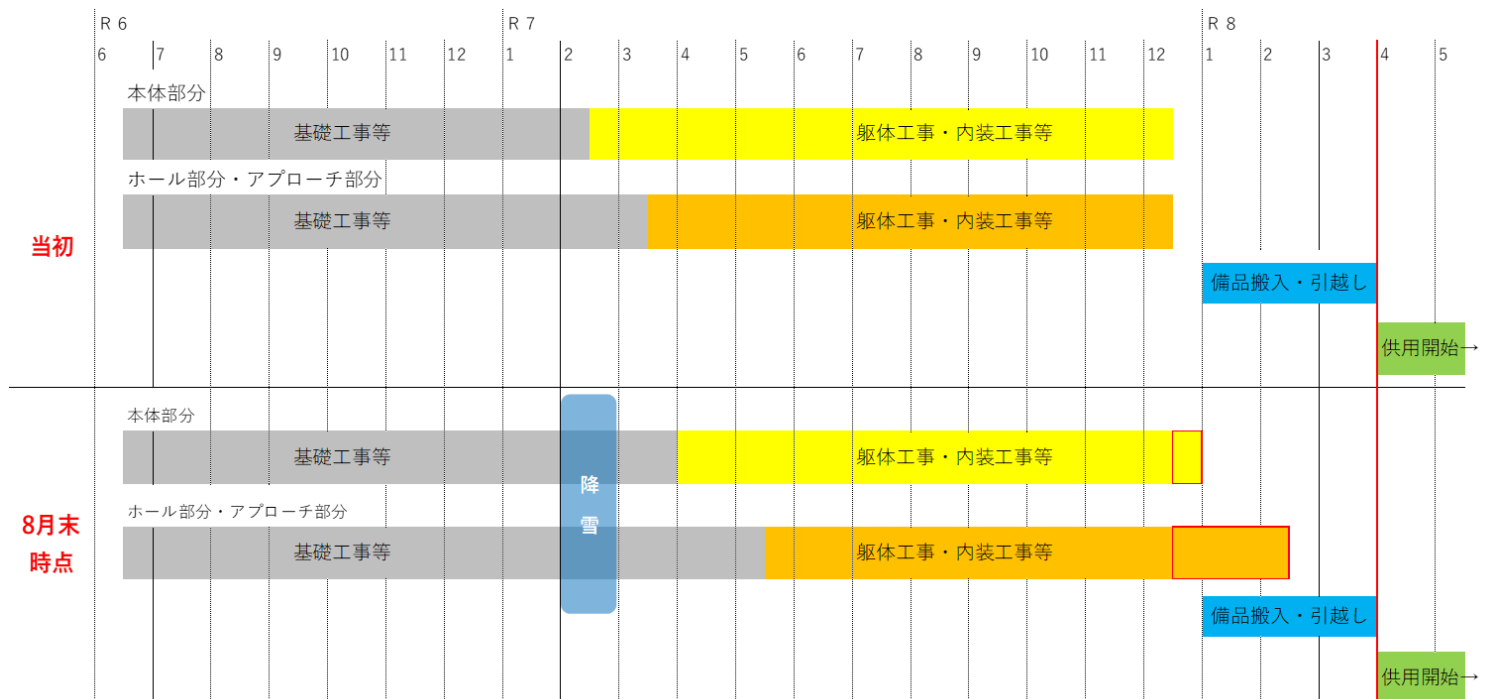 R 6
R 7
R 8
6 7 8 9 10 11 12 1 2 3 4 5 6 7 8 9 10 11 12 1 2 3 4 5
本体部分
基礎工事等 躯体工事・内装工事等
ホール部分・アプローチ部分
基礎工事等 躯体工事・内装工事等
当初
備品搬入・引越し
供用開始→
本体部分
基礎工事等 躯体工事・内装工事等
降
雪
ホール部分・アプローチ部分
8月末
時点
基礎工事等 躯体工事・内装工事等
備品搬入・引越し
供用開始→